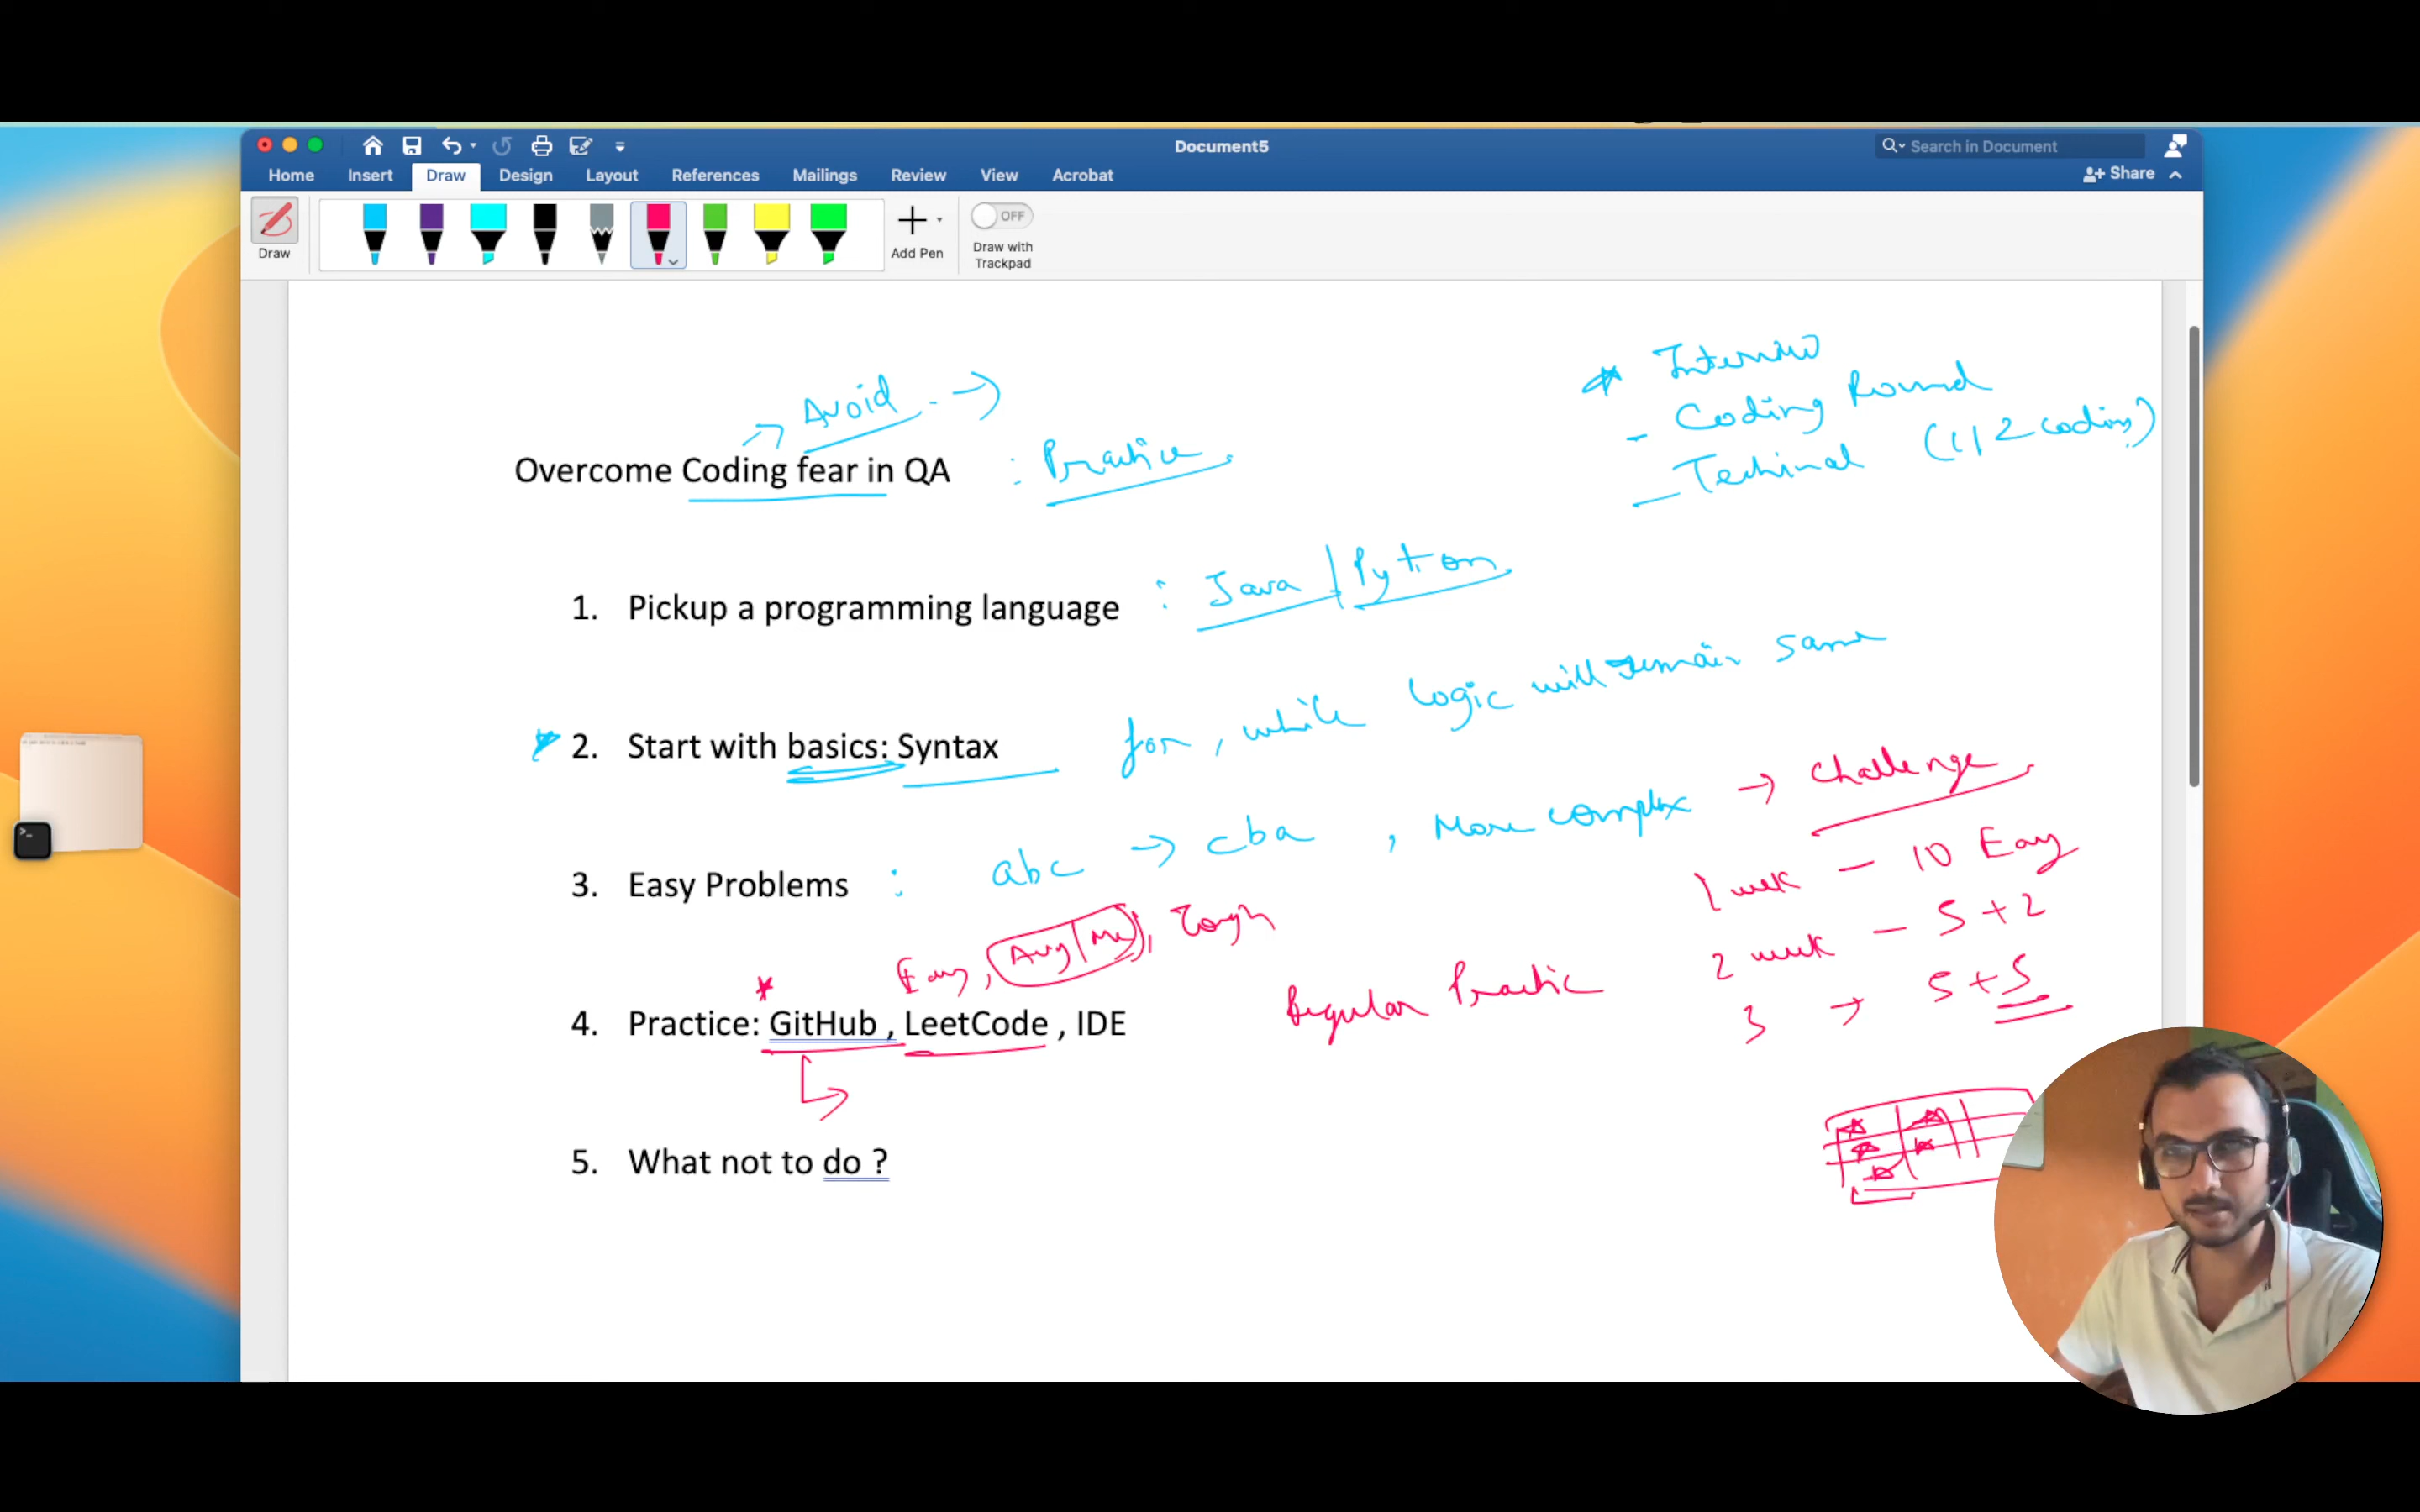 Document5
Search in Document
Home Insert Draw Design Layout References Mailings Review View Acrobat
Share
Draw
Add Pen
OFF
Draw with
Trackpad
Interview
→ Avoid →
- Coding Round
Overcome Coding fear in QA : Practice
- Techinal (1/2 coding)
1. Pickup a programming language : Java | Python
2. Start with basics: Syntax for, while logic will remain same
3. Easy Problems : abc → cba , More complex → Challenge
1 week - 10 Easy
Easy, Avg | Me, Tough
2 week - 5 + 2
4. Practice: GitHub , LeetCode , IDE Regular Practic
3 → 5 + 5
5. What not to do ?